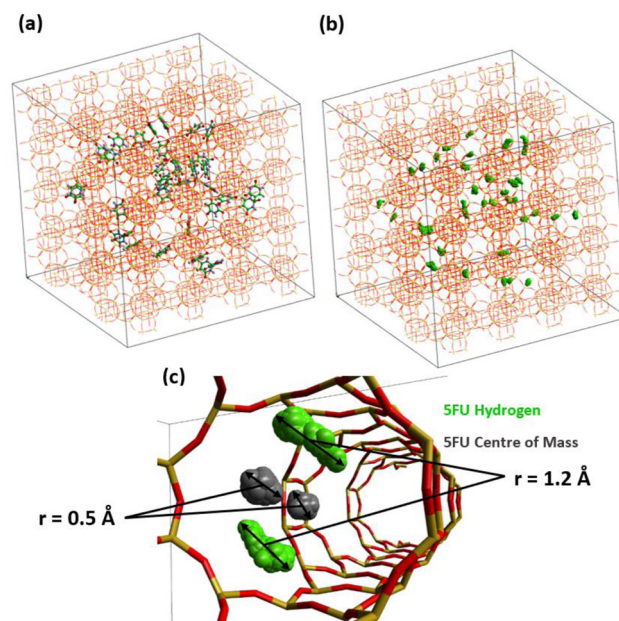 (a)
(b)
(c)
5FU Hydrogen
5FU Centre of Mass
r = 0.5 Å
r = 1.2 Å